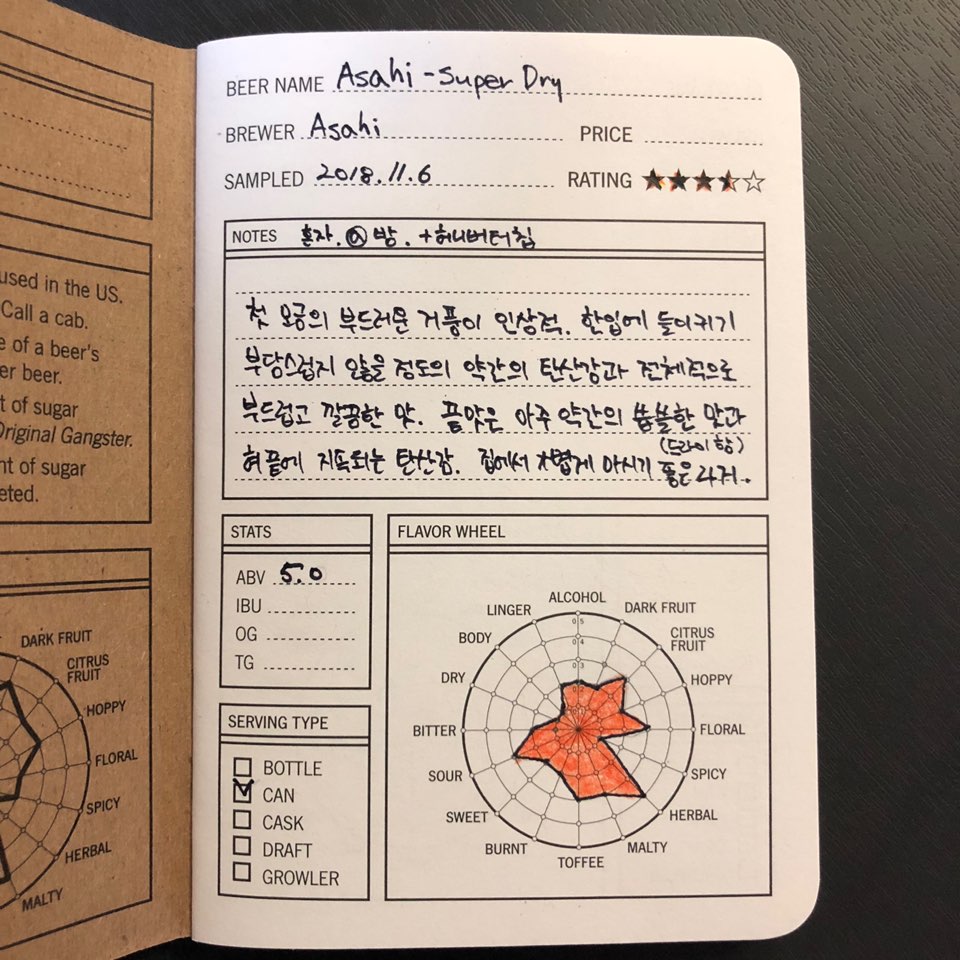 used in the US.
Call a cab.
e of a beer's
er beer.
t of sugar
Original Gangster.
nt of sugar
eted.
DARK FRUIT
CITRUS
FRUIT
HOPPY
FLORAL
SPICY
HERBAL
MALTY
BEER NAME Asahi - Super Dry
BREWER Asahi PRICE
SAMPLED 2018.11.6 RATING
NOTES 혼자. @ 방. + 허니버터칩
첫 모금의 부드러운 거품이 인상적. 한입에 들이키기
부담스럽지 않을 정도의 약간의 탄산감과 전체적으로
부드럽고 깔끔한 맛. 끝맛은 아주 약간의 씁쓸한 맛과
(드라이함)
혀끝에 지속되는 탄산감. 집에서 가볍게 마시기 좋은 라거.
STATS
ABV 5.0
IBU
OG
TG
SERVING TYPE
BOTTLE
CAN
CASK
DRAFT
GROWLER
FLAVOR WHEEL
ALCOHOL
DARK FRUIT
CITRUS
FRUIT
HOPPY
FLORAL
SPICY
HERBAL
MALTY
TOFFEE
BURNT
SWEET
SOUR
BITTER
DRY
BODY
LINGER